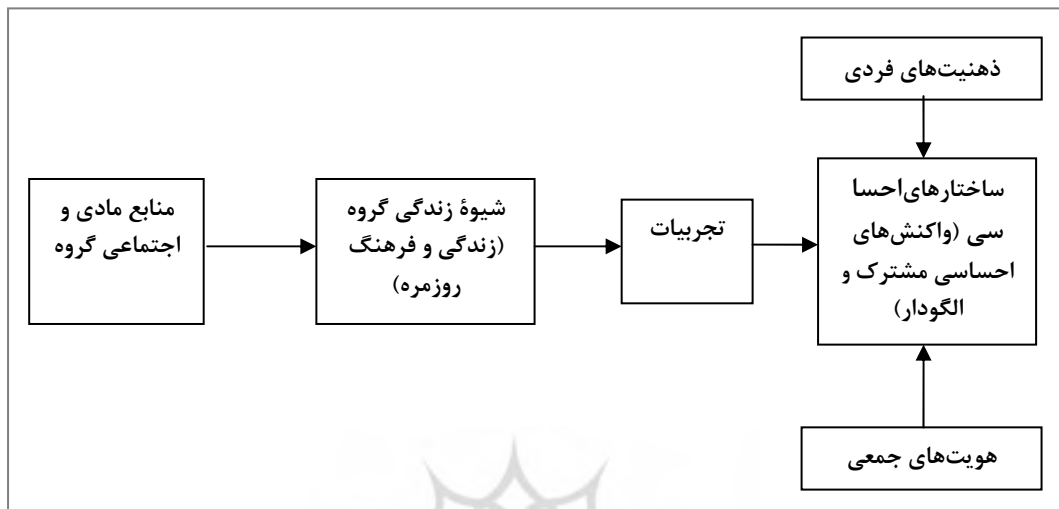 ذهنیت‌های فردی
منابع مادی و
اجتماعی گروه
شیوۀ زندگی گروه
(زندگی و فرهنگ
روزمره)
تجربیات
ساختارهای‌احسا
سی (واکنش‌های
احساسی مشترک و
الگودار)
هویت‌های جمعی